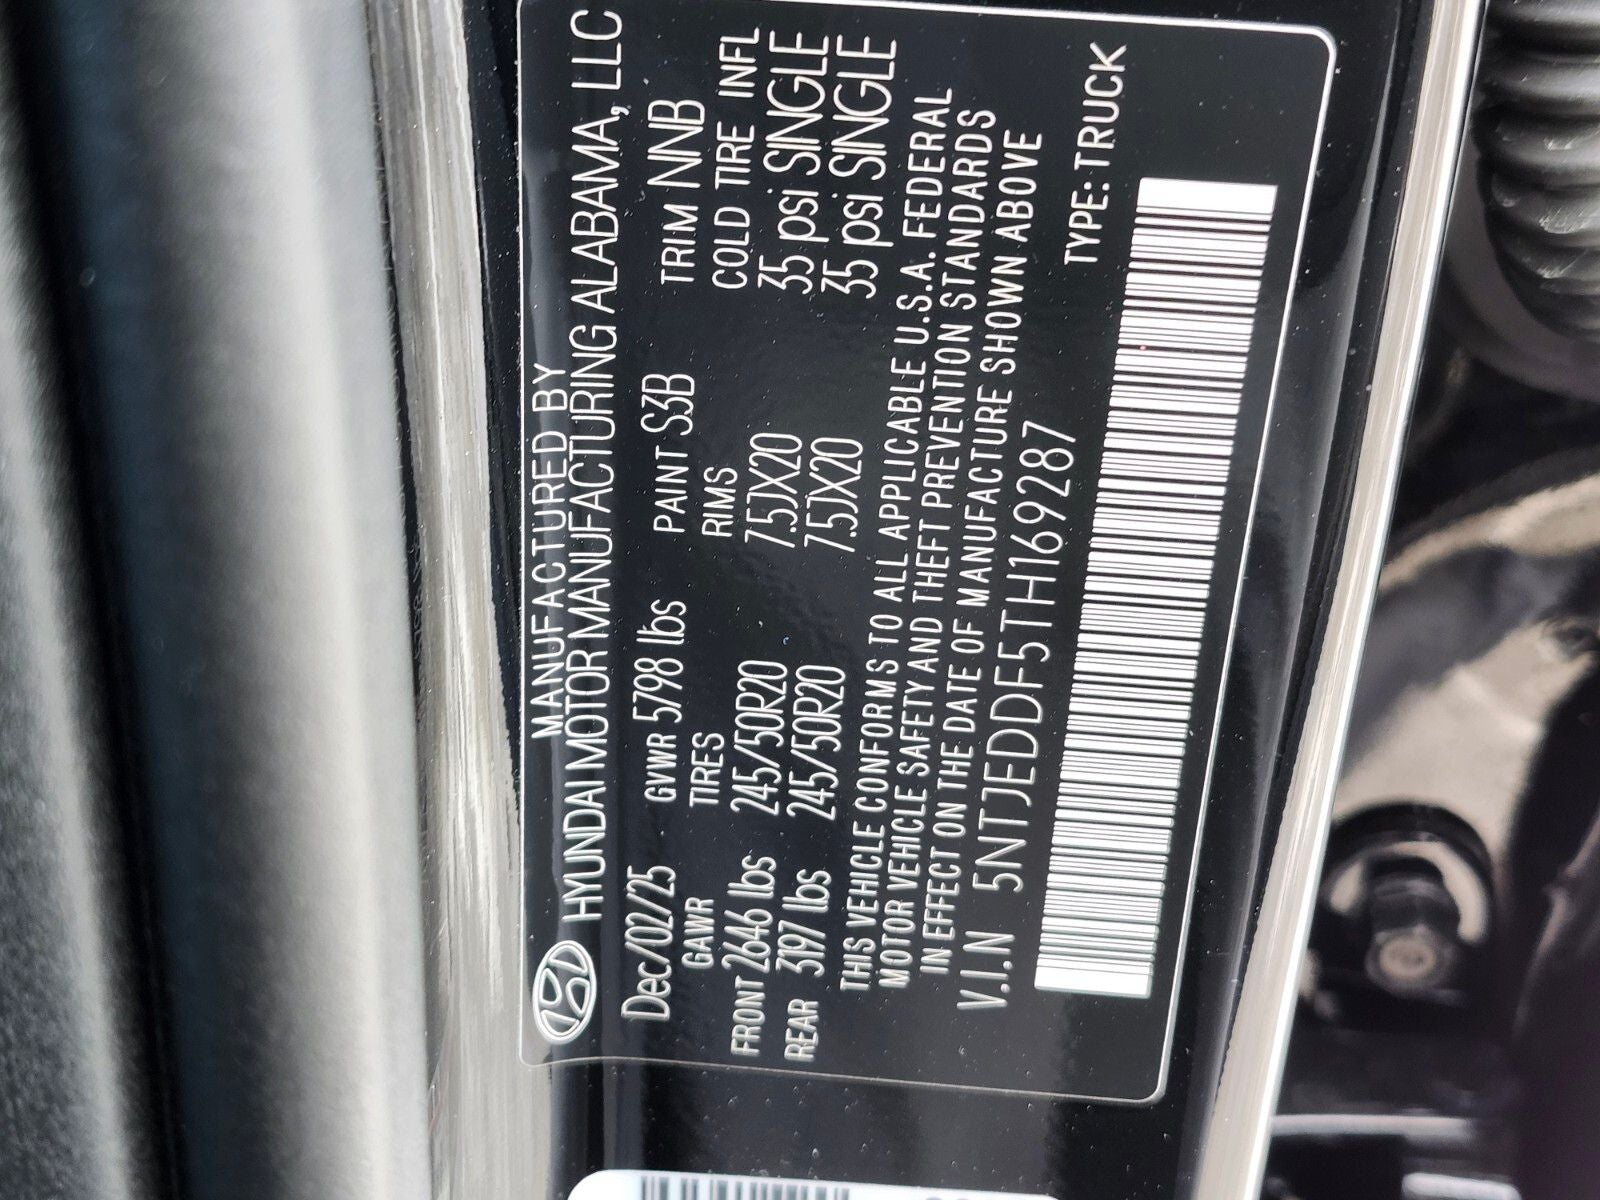 MANUFACTURED BY
HYUNDAI MOTOR MANUFACTURING ALABAMA, LLC
Dec/02/25 GVWR 5798 lbs PAINT S3B TRIM NNB
GAWR TIRES RIMS COLD TIRE INFL
FRONT 2646 lbs 245/50R20 7.5JX20 35 psi SINGLE
REAR 3197 lbs 245/50R20 7.5JX20 35 psi SINGLE
THIS VEHICLE CONFORMS TO ALL APPLICABLE U.S.A. FEDERAL
MOTOR VEHICLE SAFETY AND THEFT PREVENTION STANDARDS
IN EFFECT ON THE DATE OF MANUFACTURE SHOWN ABOVE
V.I.N 5NTJEDDF5TH169287 TYPE: TRUCK